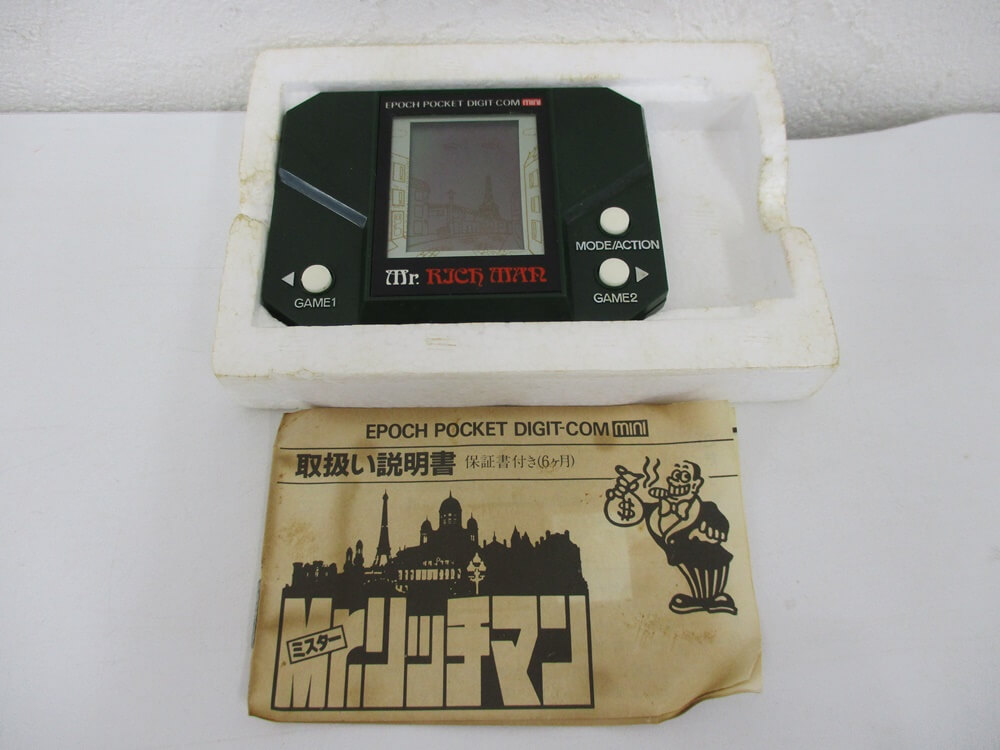 EPOCH POCKET DIGIT-COM mini
Mr. RICH MAN
MODE/ACTION
GAME1
GAME2
EPOCH POCKET DIGIT-COM mini
取扱い説明書 保証書付き(6ヶ月)
$
Mr.リッチマン
ミスター